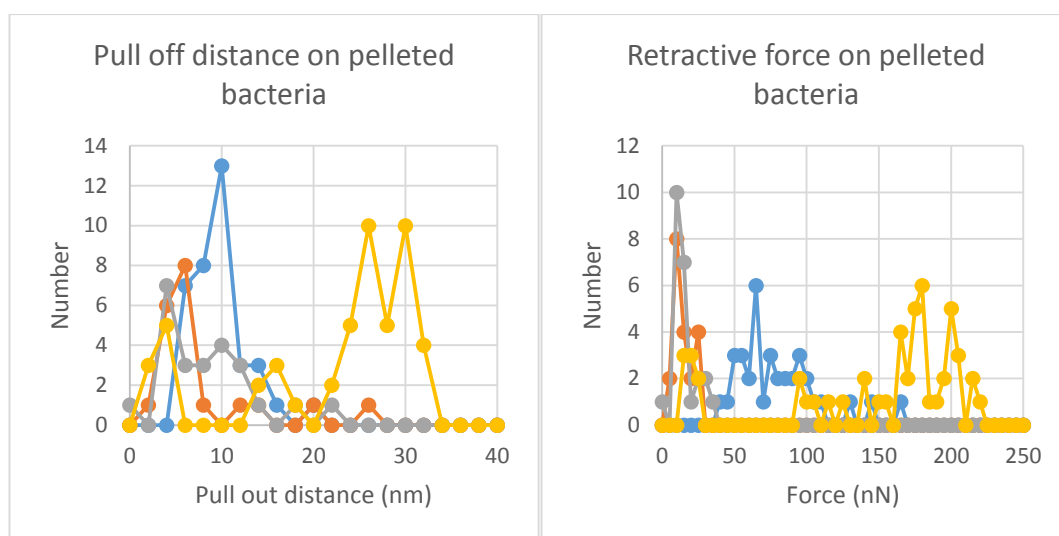 Pull off distance on pelleted
bacteria
14
12
10
8
6
4
2
0
Number
0 10 20 30 40
Pull out distance (nm)
Retractive force on pelleted
bacteria
12
10
8
6
4
2
0
Number
0 50 100 150 200 250
Force (nN)